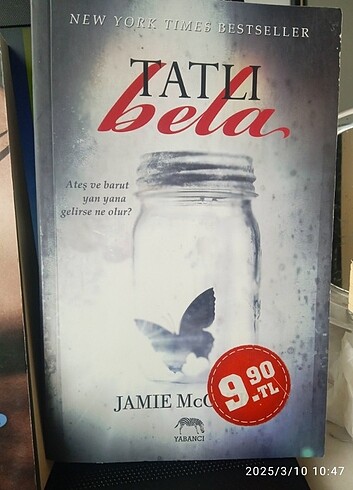 NEW YORK TIMES BESTSELLER
TATLI
bela
Ateş ve barut
yan yana
gelirse ne olur?
JAMIE McG
9.90
.TL
YABANCI
2025/3/10 10:47